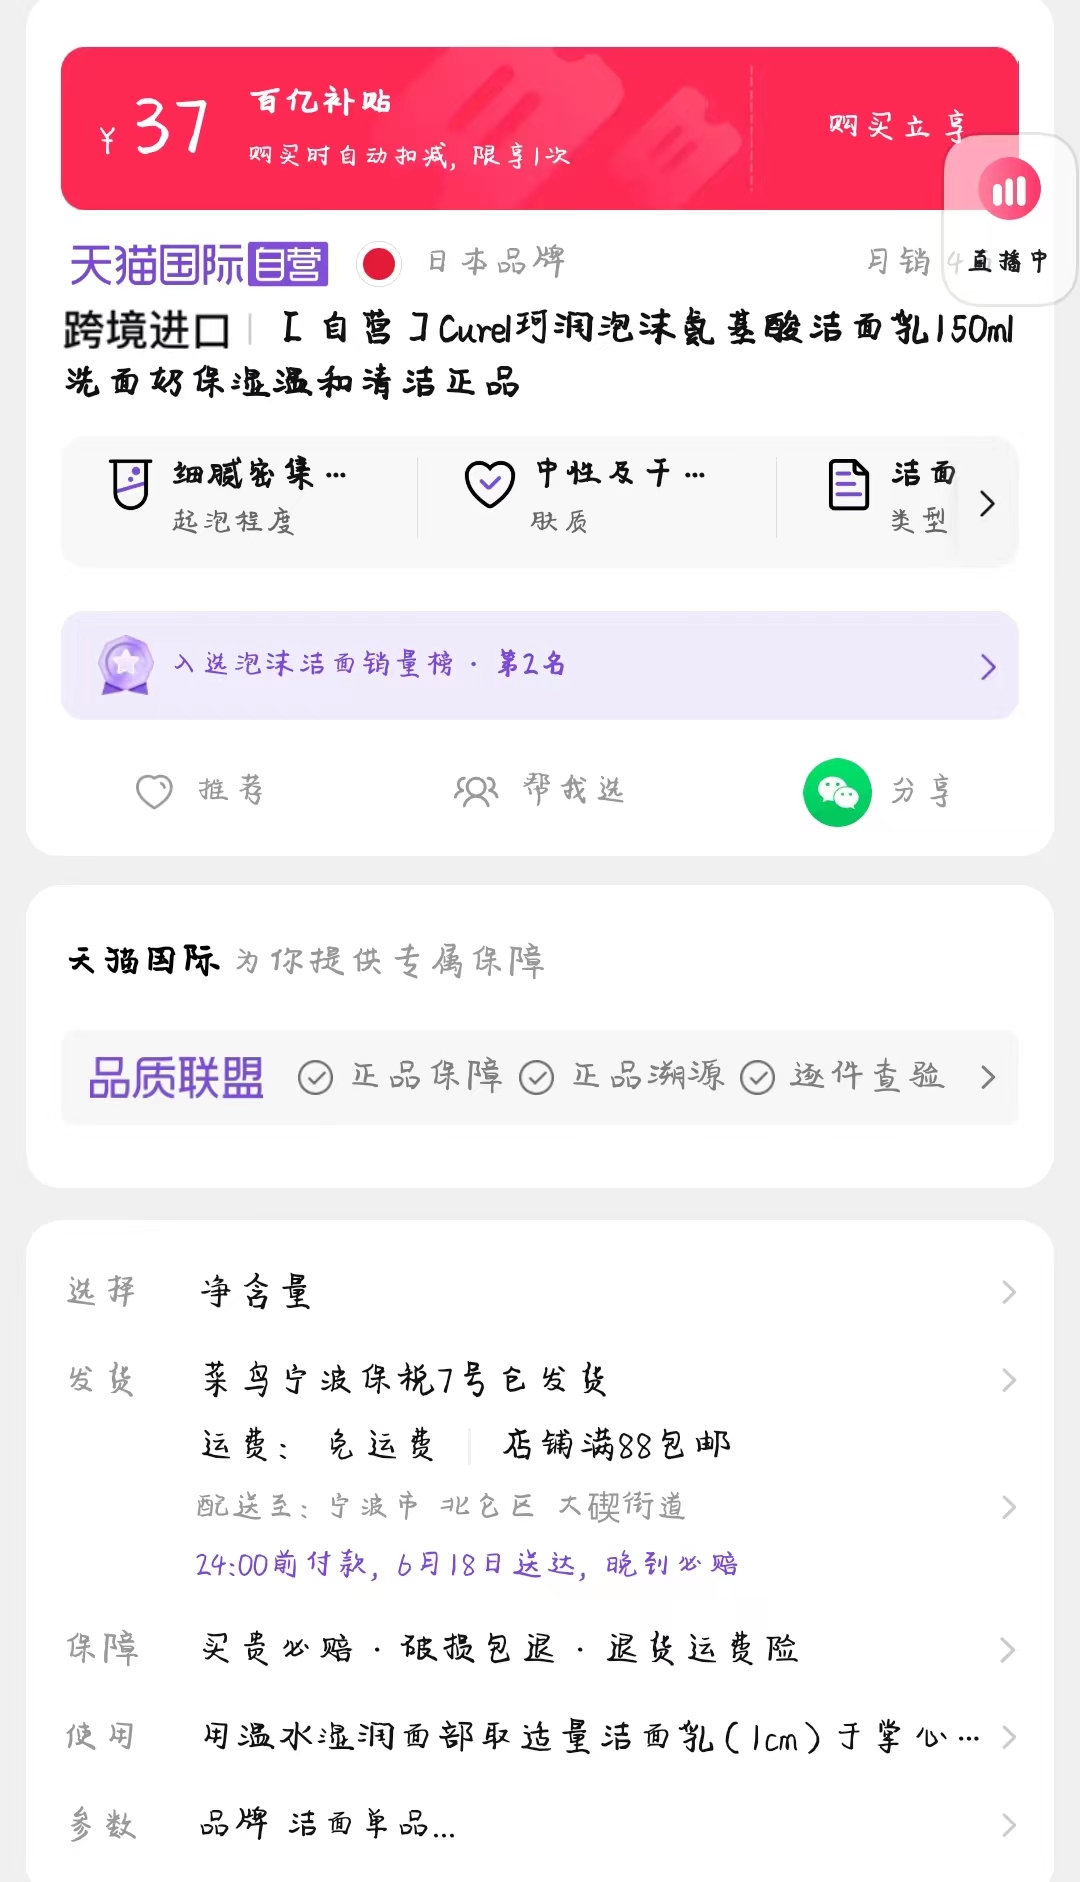 ¥37 百亿补贴
购买时自动扣减, 限享1次
购买立享
天猫国际自营 日本品牌 月销
直播中
跨境进口 【自营】Curel珂润泡沫氨基酸洁面乳150ml
洗面奶保湿温和清洁正品
细腻密集… 中性及干… 洁面
起泡程度 肤质 类型
入选泡沫洁面销量榜 · 第2名
推荐 帮我选 分享
天猫国际 为你提供专属保障
品质联盟 正品保障 正品溯源 逐件查验
选择 净含量
发货 菜鸟宁波保税7号仓发货
运费: 免运费 店铺满88包邮
配送至: 宁波市 北仑区 大碶街道
24:00前付款, 6月18日送达, 晚到必赔
保障 买贵必赔 · 破损包退 · 退货运费险
使用 用温水湿润面部取适量洁面乳(1cm)于掌心…
参数 品牌 洁面单品...